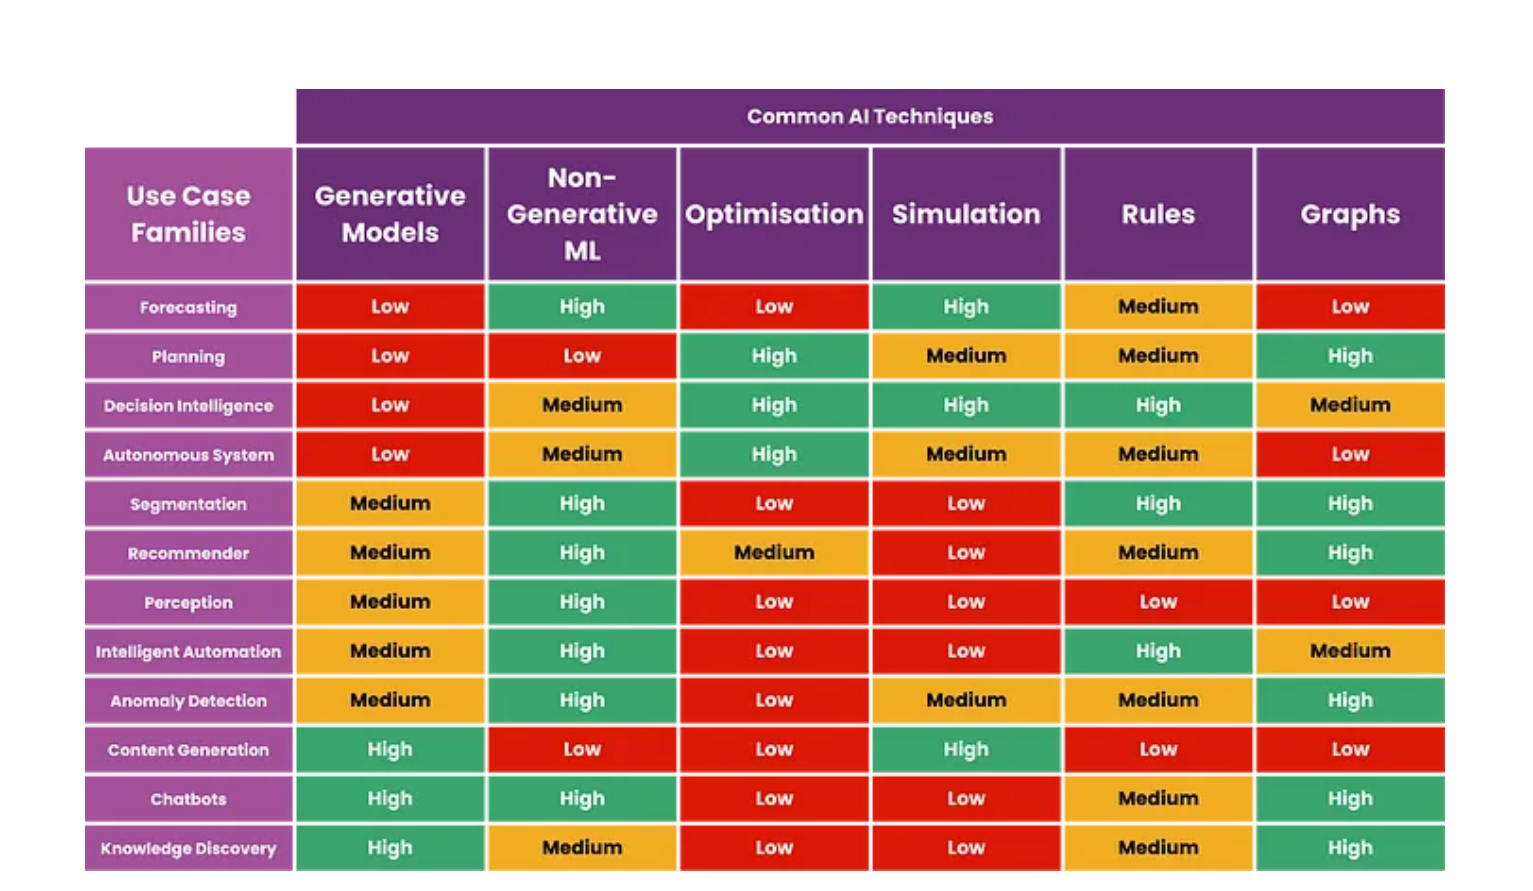 Common AI Techniques
Use Case Families
Generative Models
Non-Generative ML
Optimisation
Simulation
Rules
Graphs
Forecasting Low High Low High Medium Low
Planning Low Low High Medium Medium High
Decision Intelligence Low Medium High High High Medium
Autonomous System Low Medium High Medium Medium Low
Segmentation Medium High Low Low High High
Recommender Medium High Medium Low Medium High
Perception Medium High Low Low Low Low
Intelligent Automation Medium High Low Low High Medium
Anomaly Detection Medium High Low Medium Medium High
Content Generation High Low Low High Low Low
Chatbots High High Low Low Medium High
Knowledge Discovery High Medium Low Low Medium High